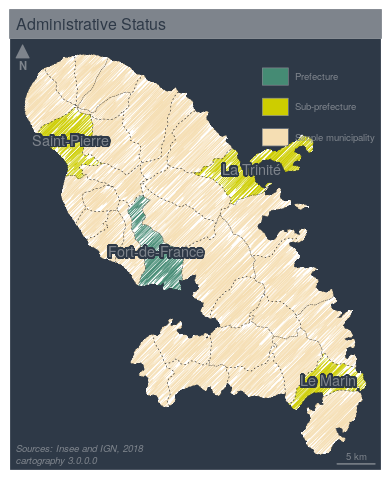 Administrative Status
N
Prefecture
Sub-prefecture
Simple municipality
Saint-Pierre
La Trinité
Fort-de-France
Le Marin
Sources: Insee and IGN, 2018
cartography 3.0.0.0
5 km